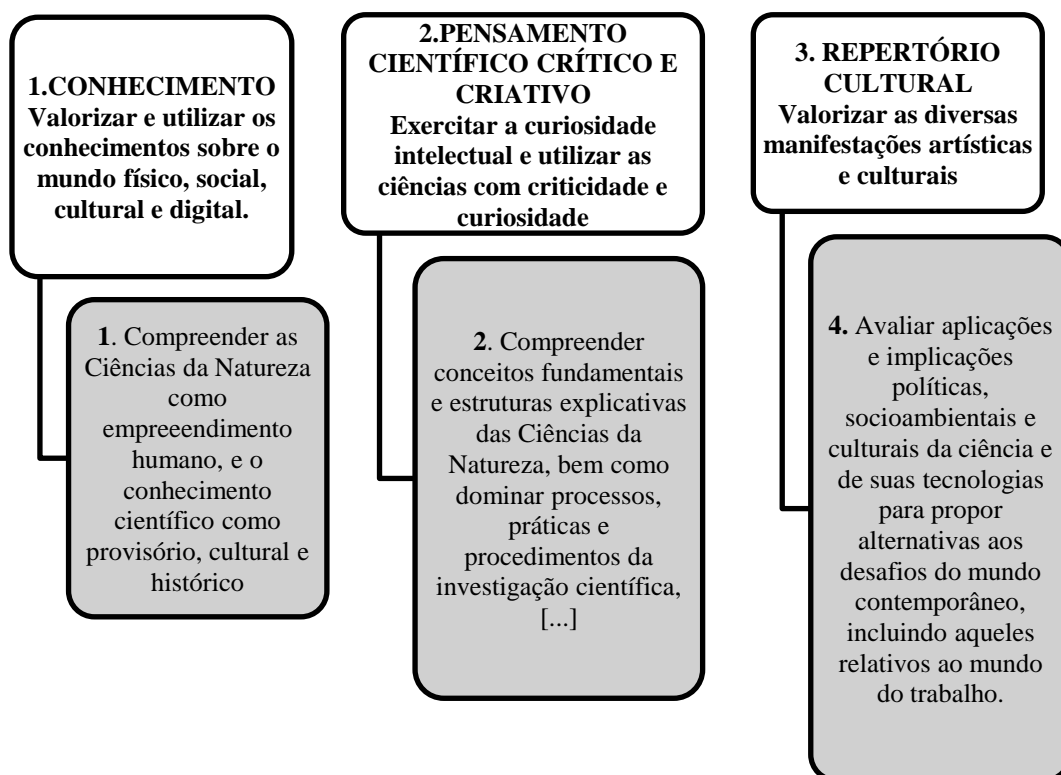 1.CONHECIMENTO
Valorizar e utilizar os
conhecimentos sobre o
mundo físico, social,
cultural e digital.
1. Compreender as
Ciências da Natureza
como
empreeendimento
humano, e o
conhecimento
científico como
provisório, cultural e
histórico
2.PENSAMENTO
CIENTÍFICO CRÍTICO E
CRIATIVO
Exercitar a curiosidade
intelectual e utilizar as
ciências com criticidade e
curiosidade
2. Compreender
conceitos fundamentais
e estruturas explicativas
das Ciências da
Natureza, bem como
dominar processos,
práticas e
procedimentos da
investigação científica,
[...]
3. REPERTÓRIO
CULTURAL
Valorizar as diversas
manifestações artísticas
e culturais
4. Avaliar aplicações
e implicações
políticas,
socioambientais e
culturais da ciência e
de suas tecnologias
para propor
alternativas aos
desafios do mundo
contemporâneo,
incluindo aqueles
relativos ao mundo
do trabalho.